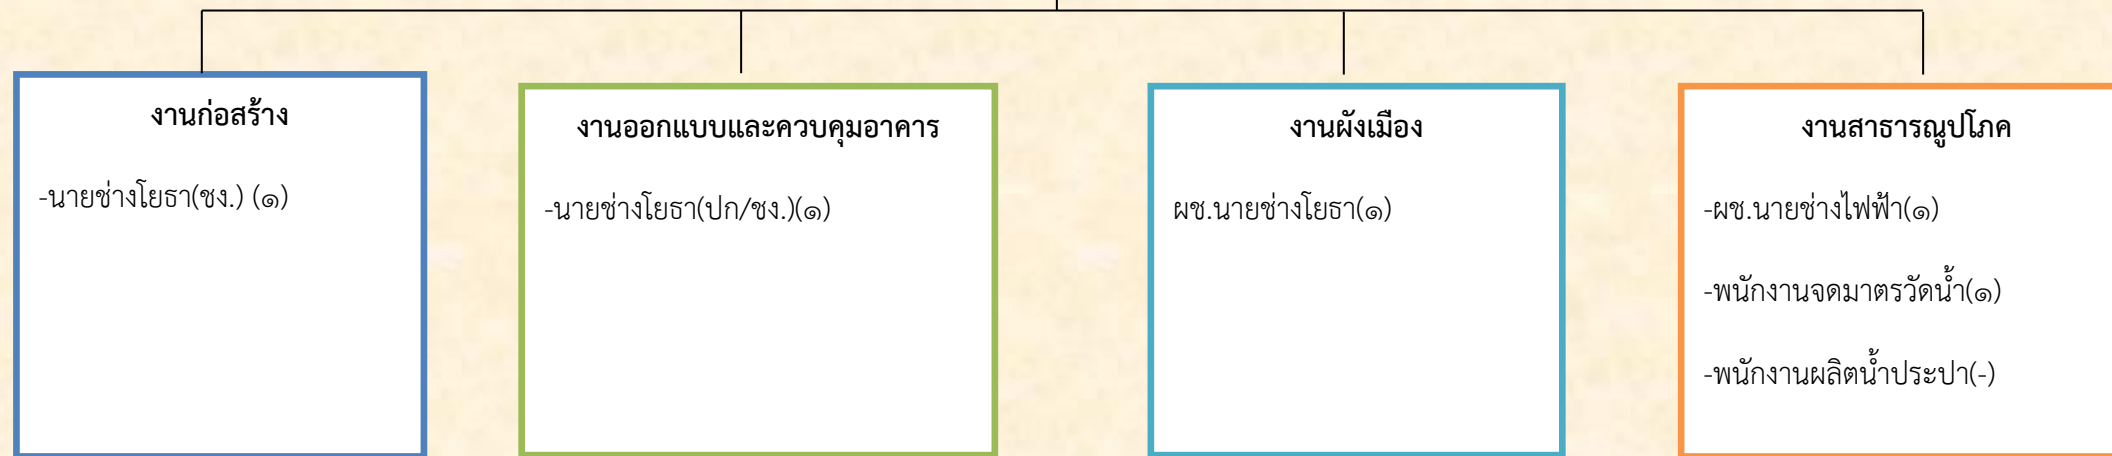 งานก่อสร้าง
-นายช่างโยธา(ชง.) (๑)
งานออกแบบและควบคุมอาคาร
-นายช่างโยธา(ปก/ชง.)(๑)
งานผังเมือง
ผช.นายช่างโยธา(๑)
งานสาธารณูปโภค
-ผช.นายช่างไฟฟ้า(๑)
-พนักงานจดมาตรวัดน้ำ(๑)
-พนักงานผลิตน้ำประปา(-)